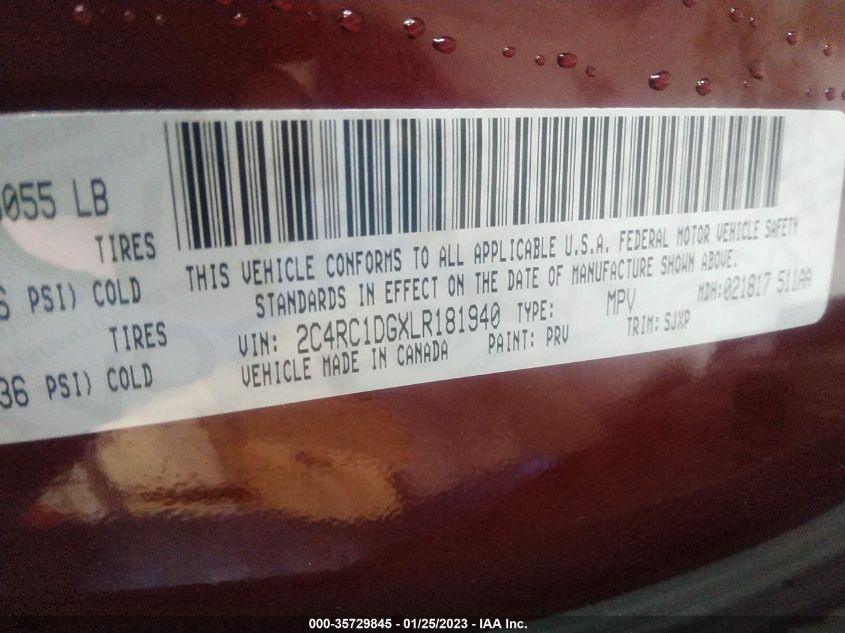 055 LB
TIRES
PSI) COLD
TIRES
36 PSI) COLD
THIS VEHICLE CONFORMS TO ALL APPLICABLE U.S.A. FEDERAL MOTOR VEHICLE SAFETY
STANDARDS IN EFFECT ON THE DATE OF MANUFACTURE SHOWN ABOVE.
VIN: 2C4RC1DGXLR181940 TYPE: MPV MDH:021817 511AA
VEHICLE MADE IN CANADA PAINT: PRV TRIM: SJXP
000-35729845 - 01/25/2023 - IAA Inc.